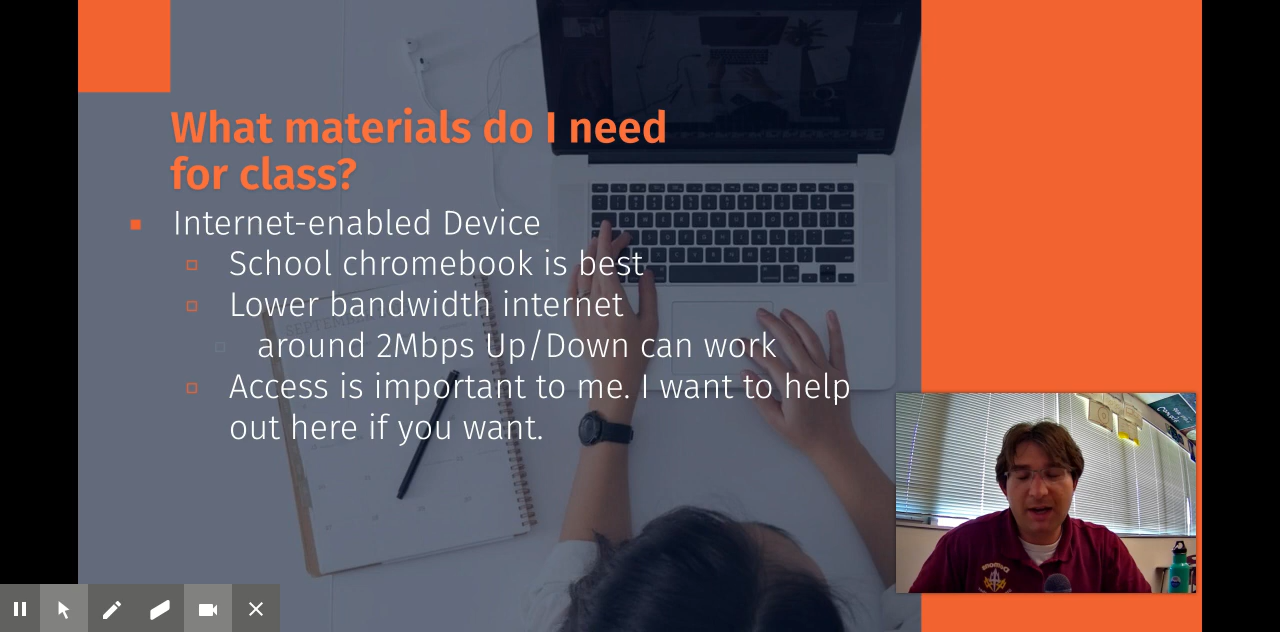 What materials do I need
for class?
Internet-enabled Device
School chromebook is best
Lower bandwidth internet
around 2Mbps Up/Down can work
Access is important to me. I want to help
out here if you want.
SEPTEMBER